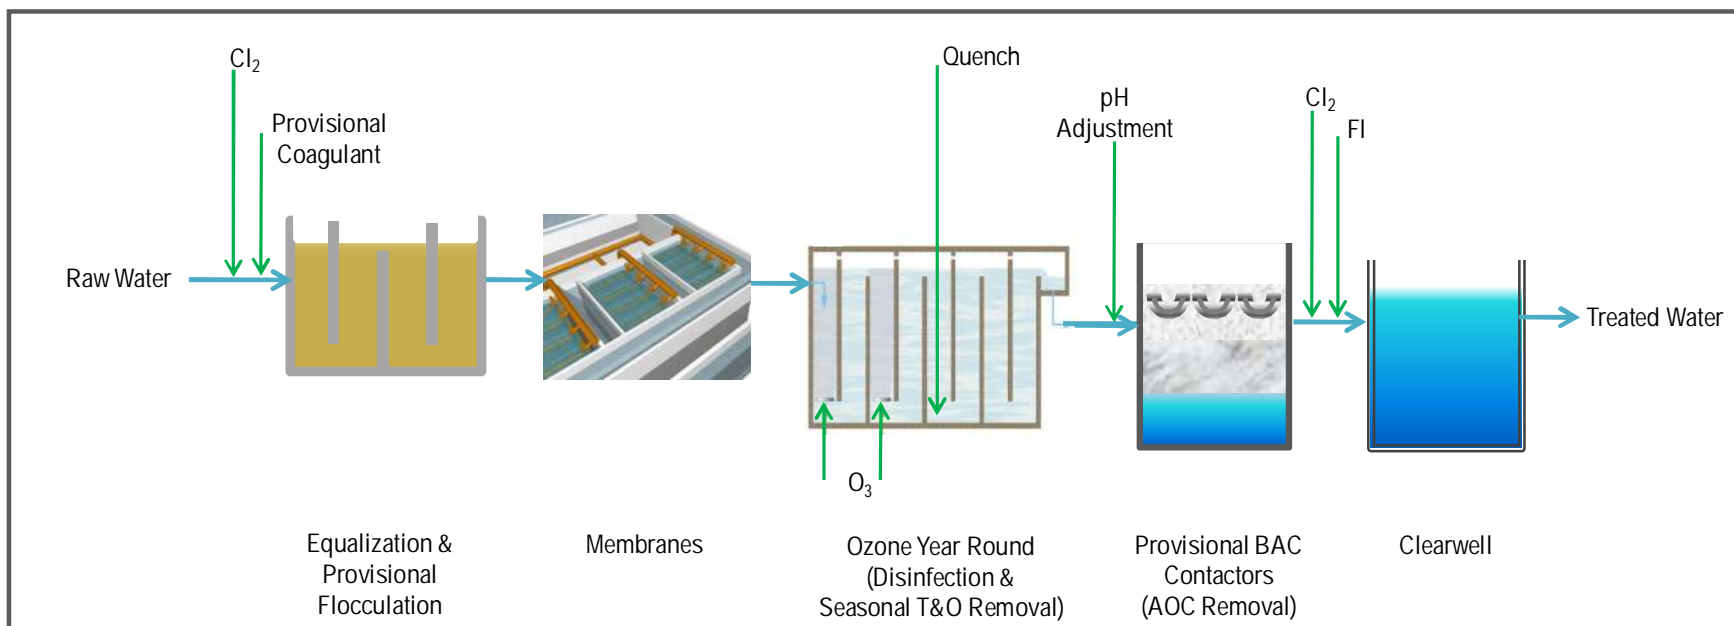 Cl₂
Provisional
Coagulant
Quench
pH
Adjustment
Cl₂
Fl
Raw Water
Treated Water
O₃
Equalization &
Provisional
Flocculation
Membranes
Ozone Year Round
(Disinfection &
Seasonal T&O Removal)
Provisional BAC
Contactors
(AOC Removal)
Clearwell